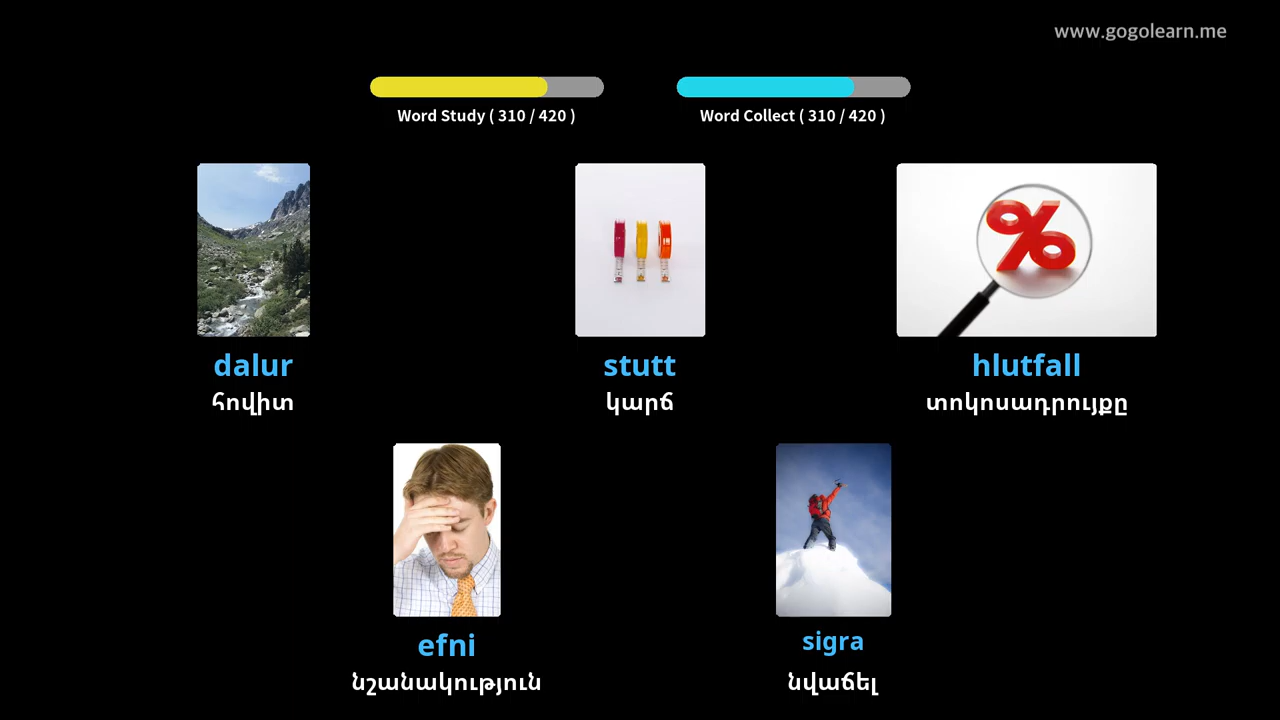 www.gogolearn.me
Word Study ( 310 / 420 )
Word Collect ( 310 / 420 )
dalur
հովիտ
stutt
կարճ
%
hlutfall
տոկոսադրույքը
efni
նշանակություն
sigra
նվաճել